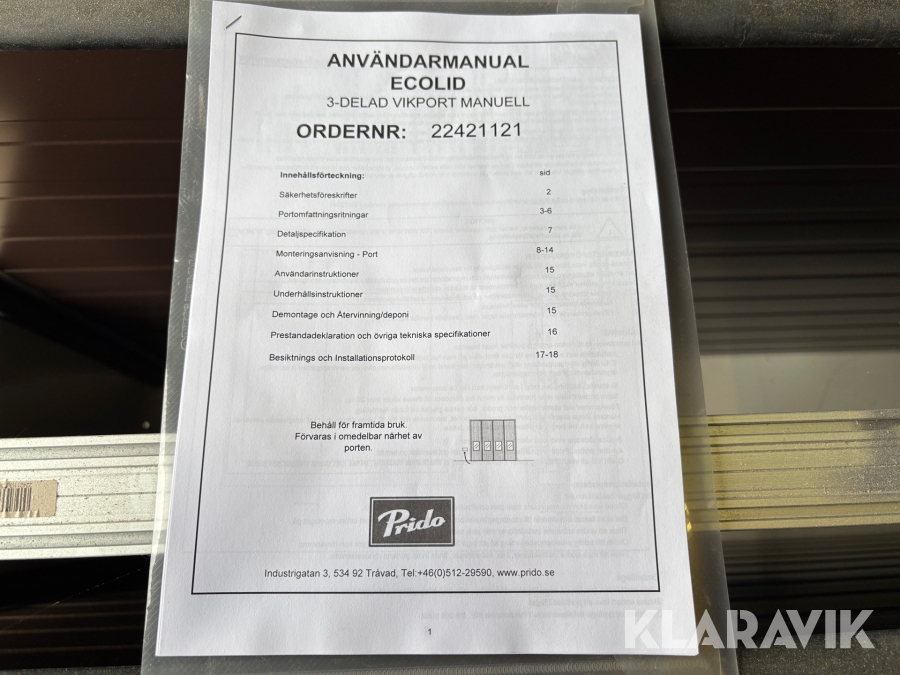 ANVÄNDARMANUAL
ECOLID
3-DELAD VIKPORT MANUELL
ORDERNR: 22421121
Innehållsförteckning: sid
Säkerhetsföreskrifter 2
Portomfattningsritningar 3-6
Detaljspecifikation 7
Monteringsanvisning - Port 8-14
Användarinstruktioner 15
Underhållsinstruktioner 15
Demontage och Återvinning/deponi 15
Prestandadeklaration och övriga tekniska specifikationer 16
Besiktnings och Installationsprotokoll 17-18
Behåll för framtida bruk.
Förvaras i omedelbar närhet av
porten.
Prido
Industrigatan 3, 534 92 Tråvad, Tel:+46(0)512-29590, www.prido.se
1
KLARAVIK